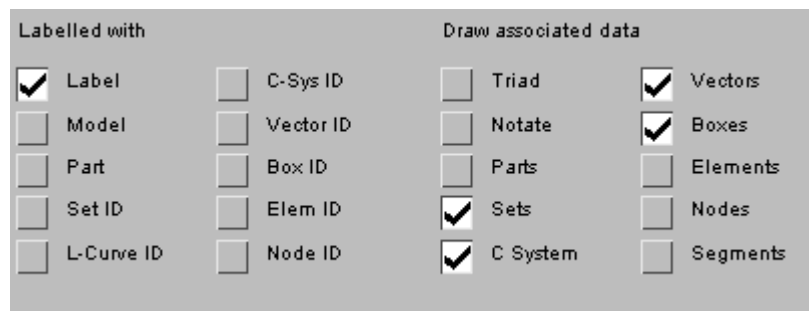 Labelled with Draw associated data
Label C-Sys ID Triad Vectors
Model Vector ID Notate Boxes
Part Box ID Parts Elements
Set ID Elem ID Sets Nodes
L-Curve ID Node ID C System Segments